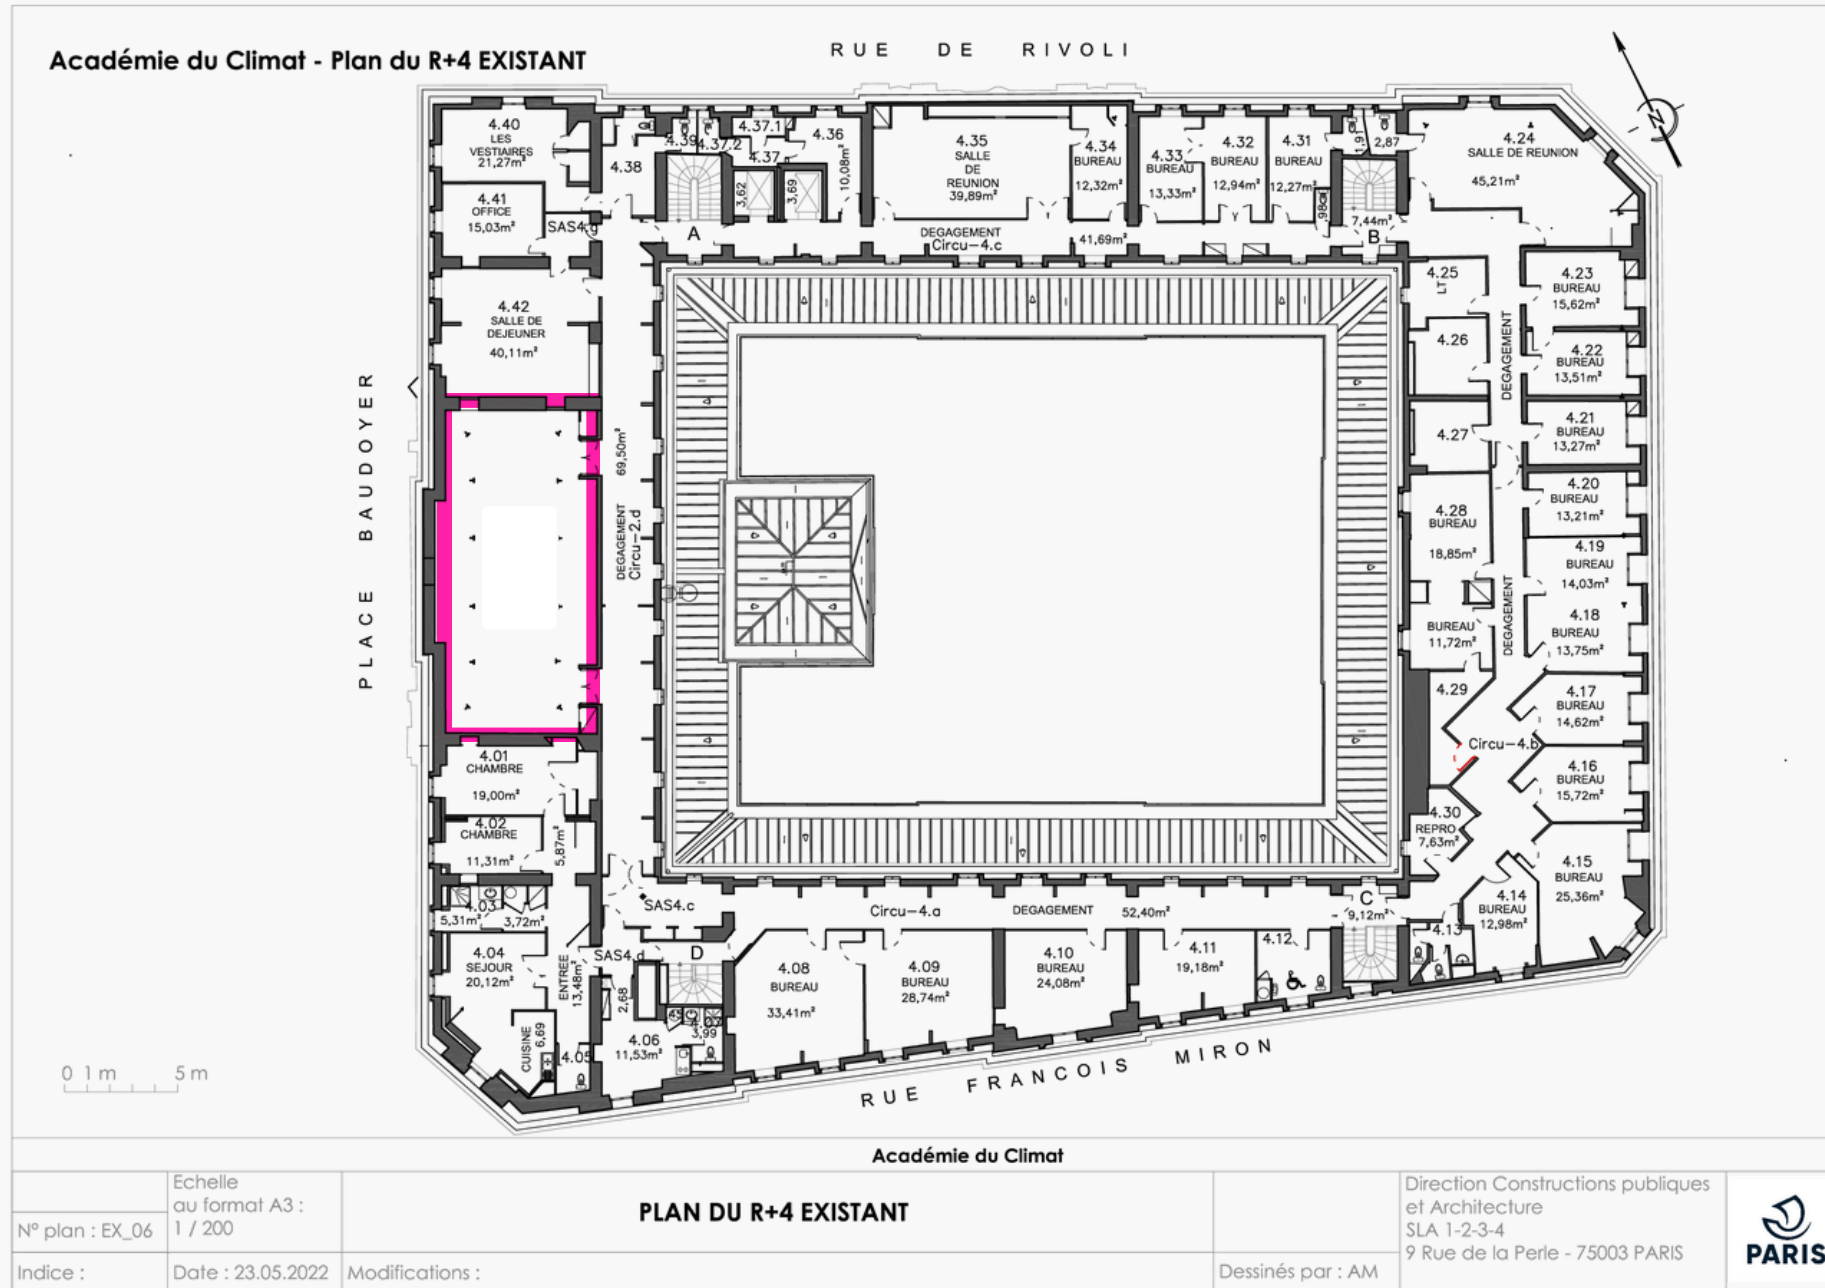 Académie du Climat - Plan du R+4 EXISTANT
RUE DE RIVOLI
N
PLACE BAUDOYER
4.40
LES
VESTIAIRES
21,27m²
4.41
OFFICE
15,03m²
SAS4.g
4.42
SALLE DE
DEJEUNER
40,11m²
4.38
4.39
4.37.2
4.37.1
4.37
4.36
10,08m²
3,62
3,69
A
4.35
SALLE
DE
REUNION
39,89m²
4.34
BUREAU
12,32m²
DEGAGEMENT
Circu-4.c
41,69m²
4.33
BUREAU
13,33m²
4.32
BUREAU
12,94m²
4.31
BUREAU
12,27m²
1,91
2,87
7,44m²
B
4.24
SALLE DE REUNION
45,21m²
4.25
LT
4.26
4.27
DEGAGEMENT
4.23
BUREAU
15,62m²
4.22
BUREAU
13,51m²
4.21
BUREAU
13,27m²
4.20
BUREAU
13,21m²
4.28
BUREAU
18,85m²
4.19
BUREAU
14,03m²
4.18
BUREAU
13,75m²
BUREAU
11,72m²
DEGAGEMENT
4.29
4.17
BUREAU
14,62m²
Circu-4.b
4.16
BUREAU
15,72m²
4.30
REPRO
7,63m²
4.15
BUREAU
25,36m²
4.14
BUREAU
12,98m²
4.13
69,50m²
DEGAGEMENT
Circu-2.d
4.01
CHAMBRE
19,00m²
4.02
CHAMBRE
11,31m²
5,87m²
4.03
5,31m²
3,72m²
4.04
SEJOUR
20,12m²
ENTREE
13,48m²
CUISINE
6,69
4.05
SAS4.c
SAS4.d
D
2,68
4.06
11,53m²
3,99
Circu-4.a
DEGAGEMENT
52,40m²
C
9,12m²
4.08
BUREAU
33,41m²
4.09
BUREAU
28,74m²
4.10
BUREAU
24,08m²
4.11
19,18m²
4.12
RUE FRANCOIS MIRON
0 1 m 5 m
Académie du Climat
Echelle
au format A3 :
1 / 200
N° plan : EX_06
Indice :
Date : 23.05.2022
PLAN DU R+4 EXISTANT
Modifications :
Dessinés par : AM
Direction Constructions publiques
et Architecture
SLA 1-2-3-4
9 Rue de la Perle - 75003 PARIS
PARIS